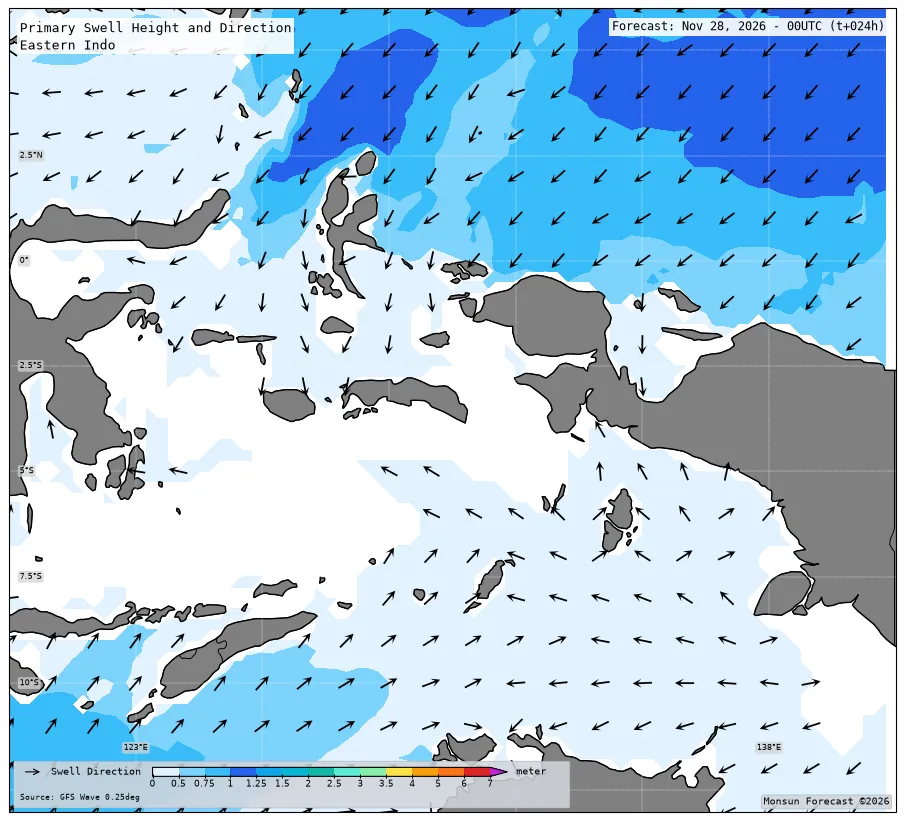 Primary Swell Height and Direction
Eastern Indo
Forecast: Nov 28, 2026 - 00UTC (t+024h)
2.5°N
0°
2.5°S
5°S
7.5°S
10°S
123°E
138°E
Swell Direction
meter
0 0.5 0.75 1 1.25 1.5 2 2.5 3 3.5 4 5 6 7
Source: GFS Wave 0.25deg
Monsun Forecast ©2026